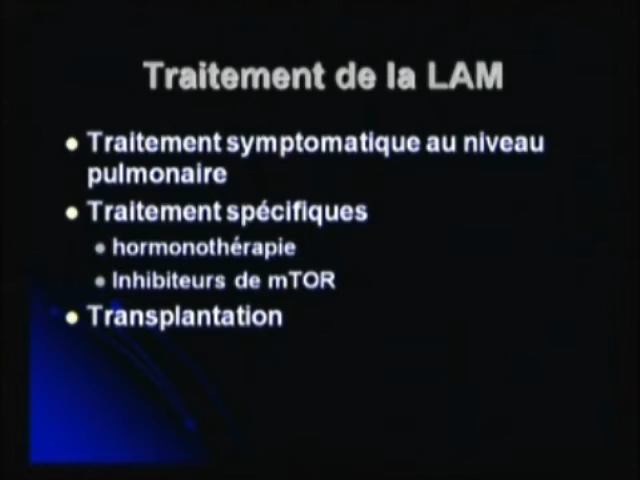 Traitement de la LAM
Traitement symptomatique au niveau
pulmonaire
Traitement spécifiques
hormonothérapie
Inhibiteurs de mTOR
Transplantation